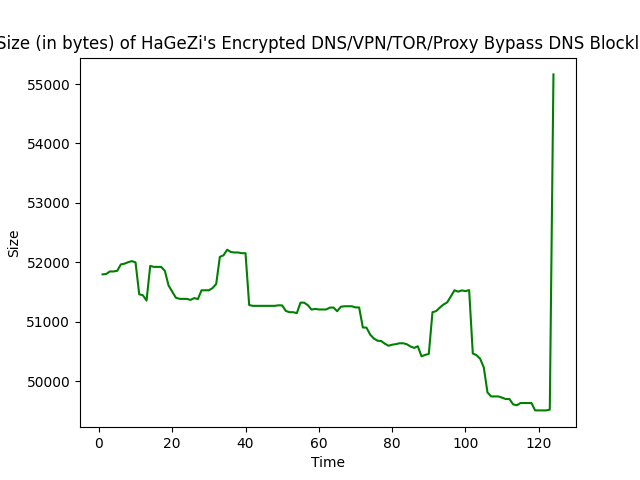 Size (in bytes) of HaGeZi's Encrypted DNS/VPN/TOR/Proxy Bypass DNS Blockl
55000
54000
53000
52000
51000
50000
Size
0 20 40 60 80 100 120
Time